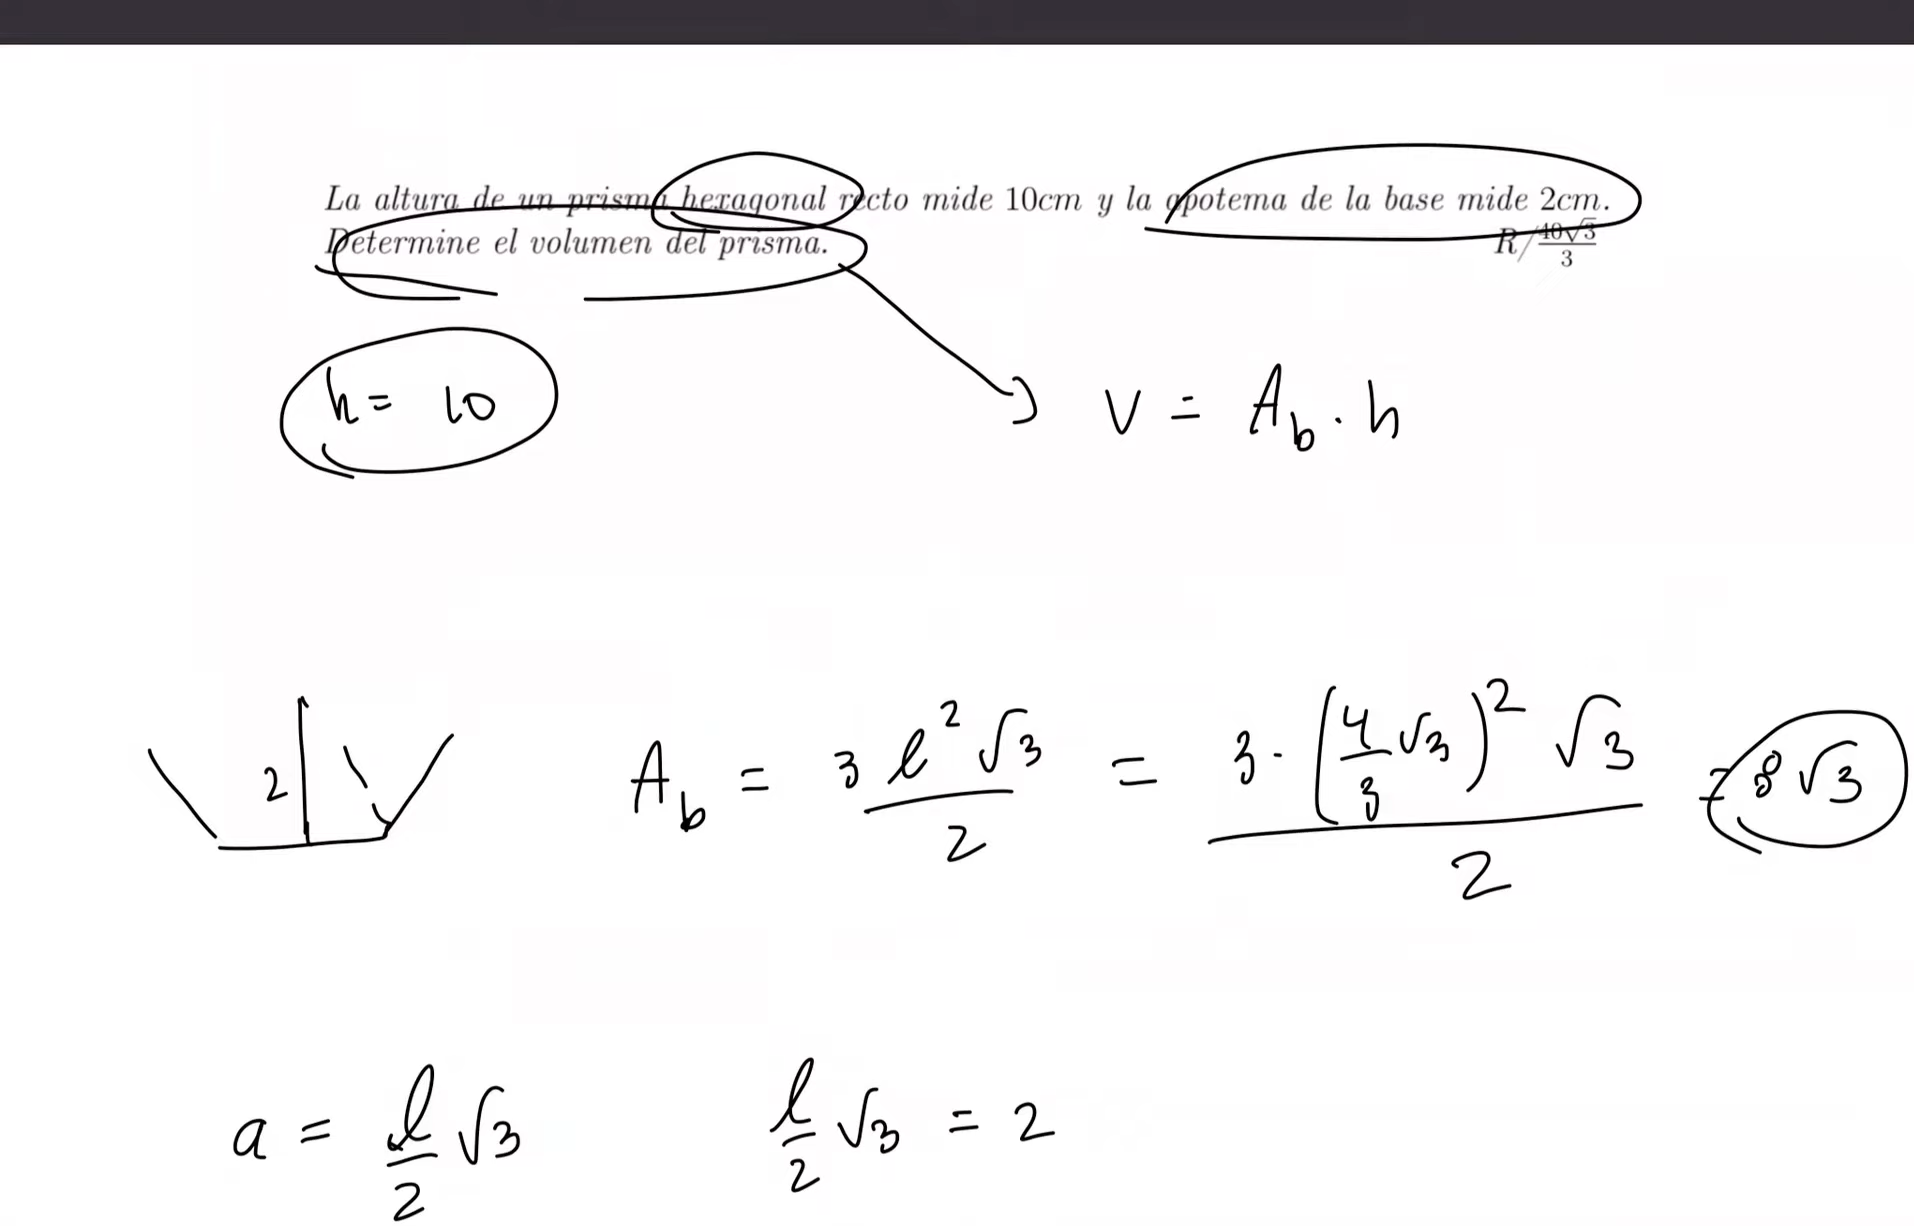 La altura de un prisma hexagonal recto mide 10cm y la apotema de la base mide 2cm.
Determine el volumen del prisma. R/ 40√3/3
h = 10
V = A_b · h
2
A_b = 3 l² √3 / 2 = 3 · (4/3 √3)² √3 / 2 = 8√3
a = l/2 √3
l/2 √3 = 2